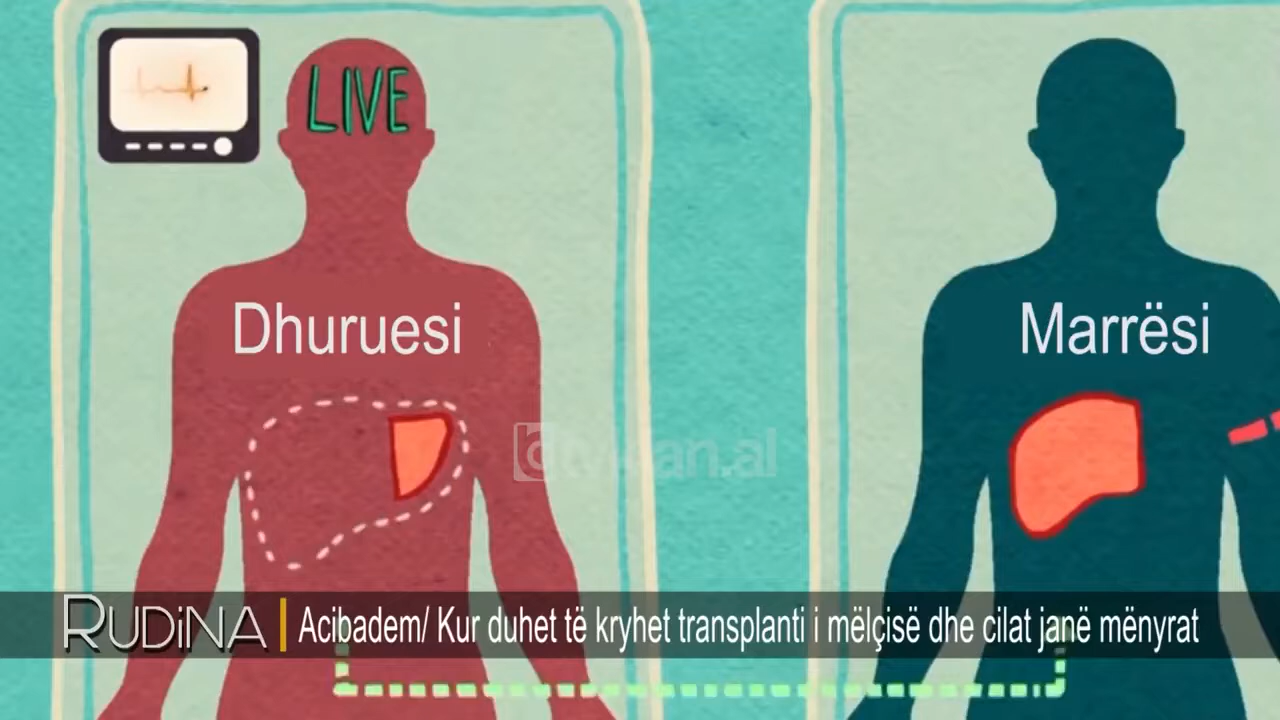 LIVE
Dhuruesi
Marrësi
RUDiNA
Acibadem/ Kur duhet të kryhet transplanti i mëlçisë dhe cilat janë mënyrat